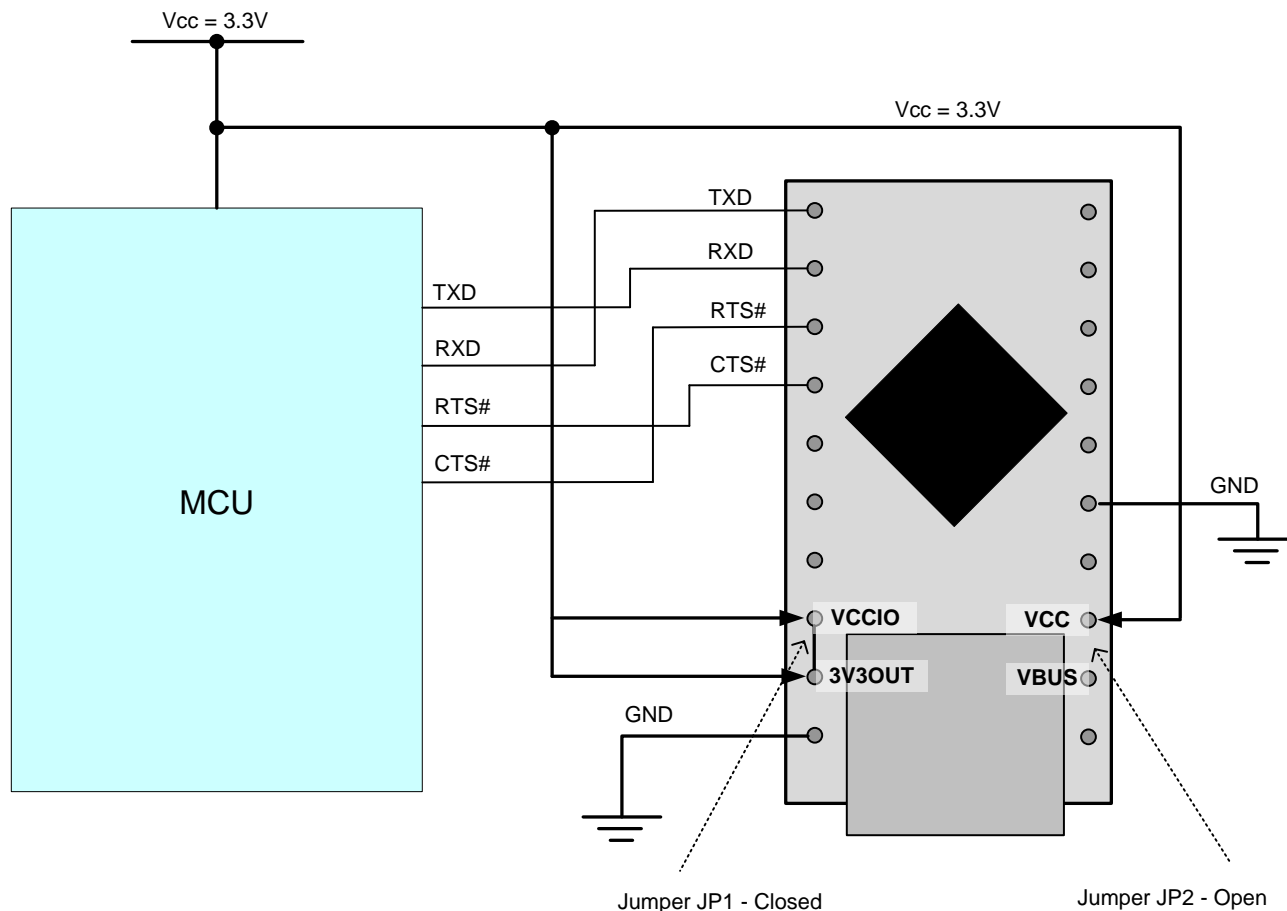 Vcc = 3.3V
Vcc = 3.3V
TXD
RXD
RTS#
CTS#
TXD
RXD
RTS#
CTS#
MCU
GND
VCCIO
VCC
3V3OUT
VBUS
GND
Jumper JP1 - Closed
Jumper JP2 - Open